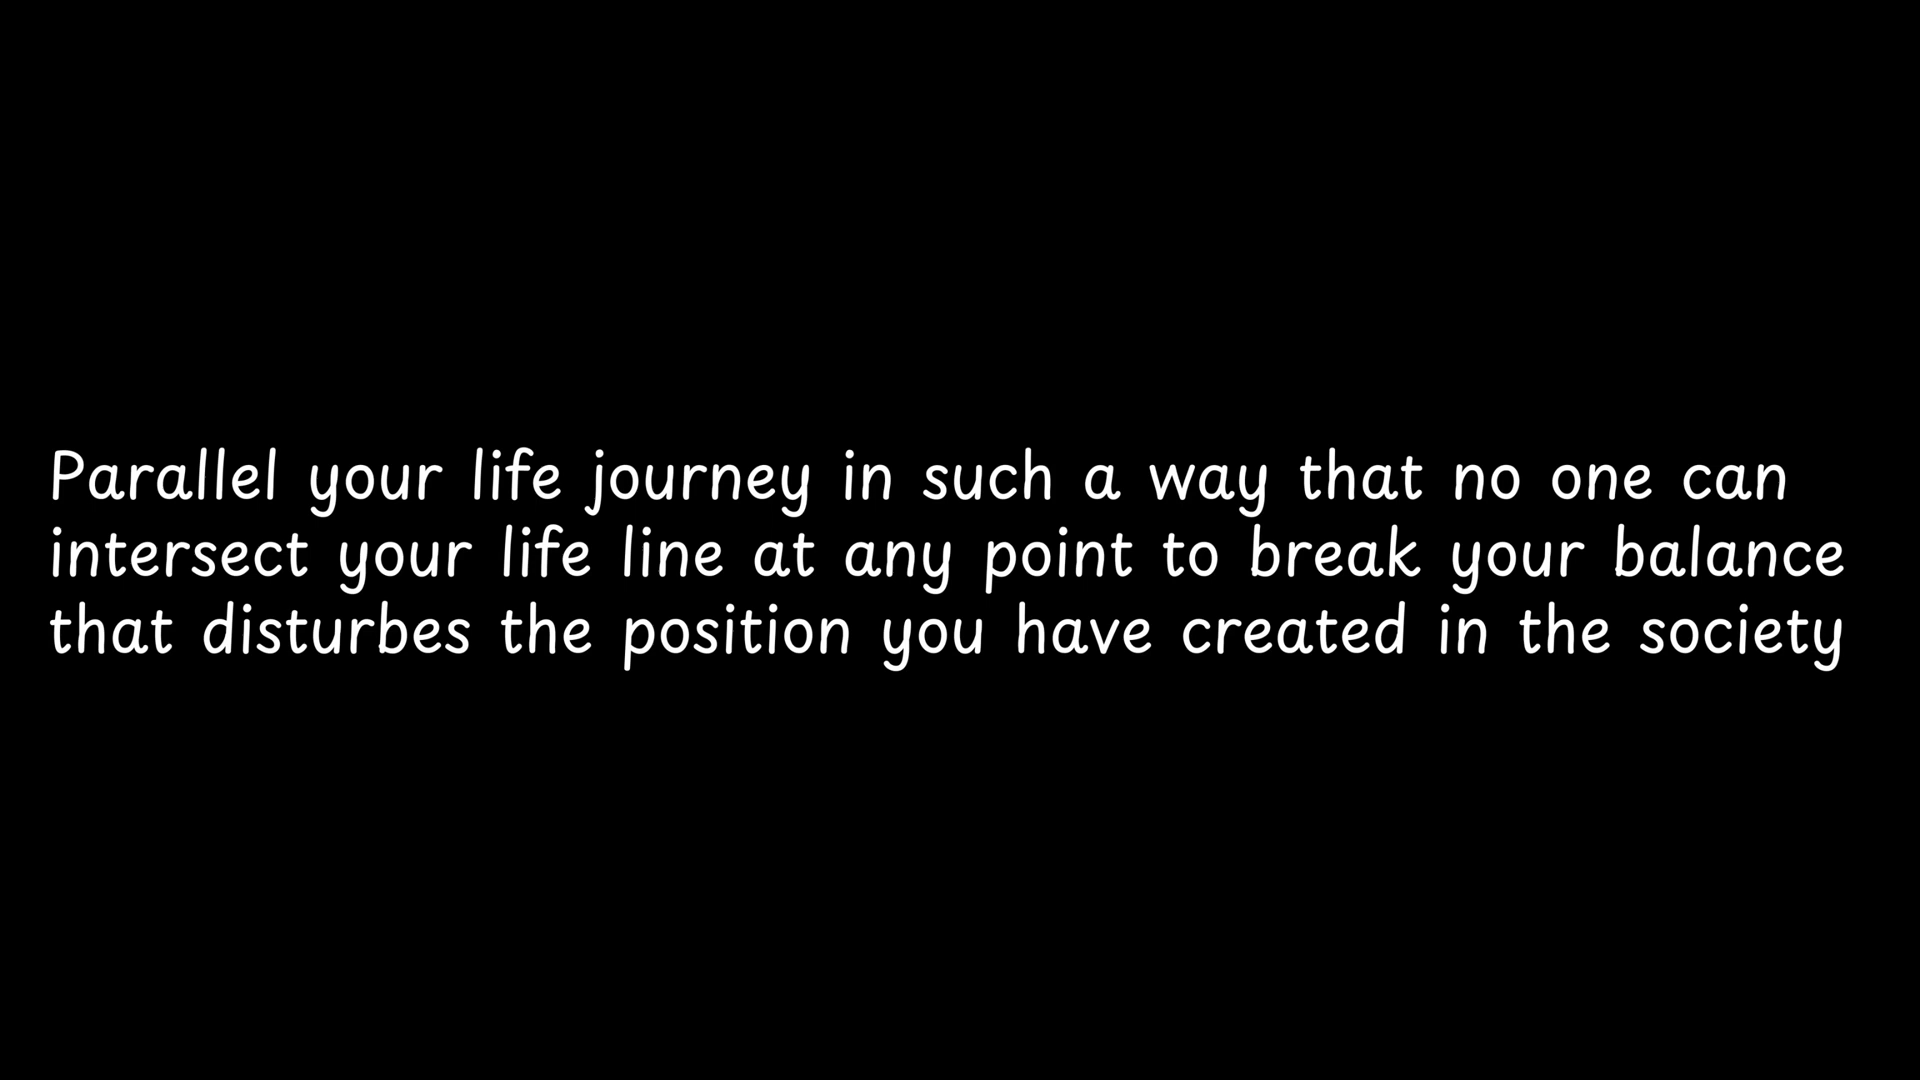 Parallel your life journey in such a way that no one can
intersect your life line at any point to break your balance
that disturbes the position you have created in the society